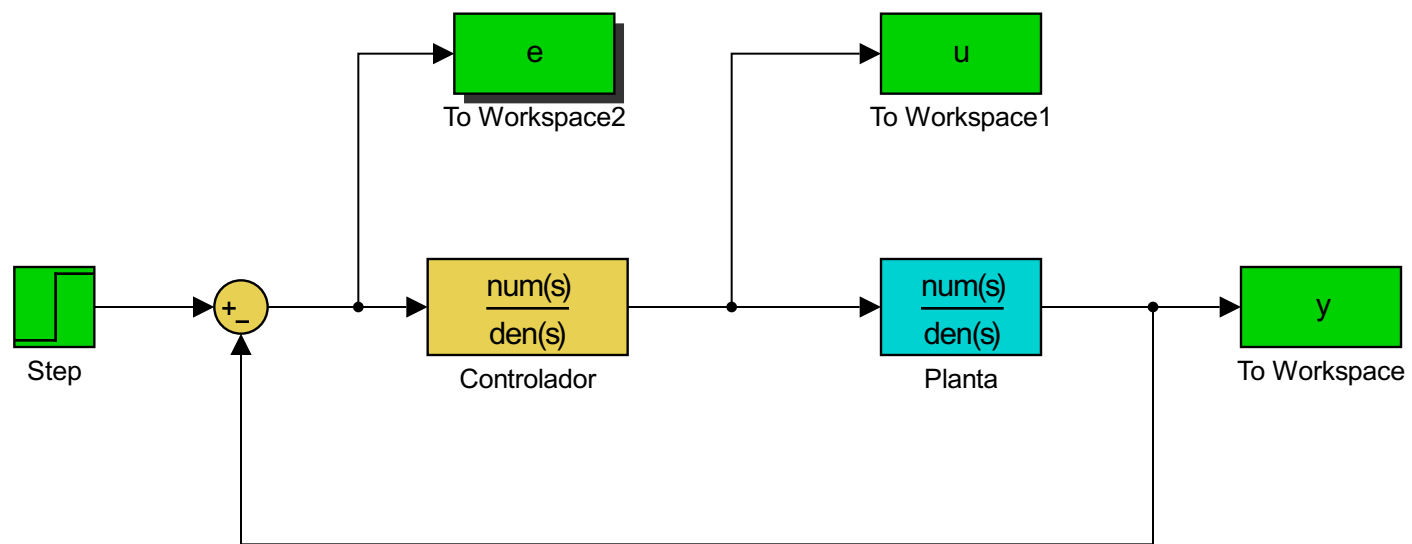 e
To Workspace2
u
To Workspace1
Step
+
−
num(s)
den(s)
Controlador
num(s)
den(s)
Planta
y
To Workspace